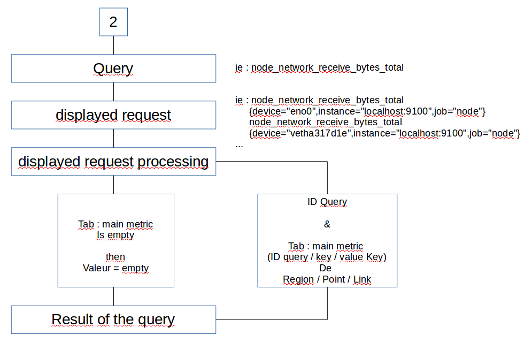 2
Query
ie : node_network_receive_bytes_total
displayed request
ie : node_network_receive_bytes_total
{device="eno0",instance="localhost:9100",job="node"}
node_network_receive_bytes_total
{device="vetha317d1e",instance="localhost:9100",job="node"}
...
displayed request processing
Tab : main metric
Is empty
then
Valeur = empty
ID Query
&
Tab : main metric
(ID query / key / value Key)
De
Region / Point / Link
Result of the query